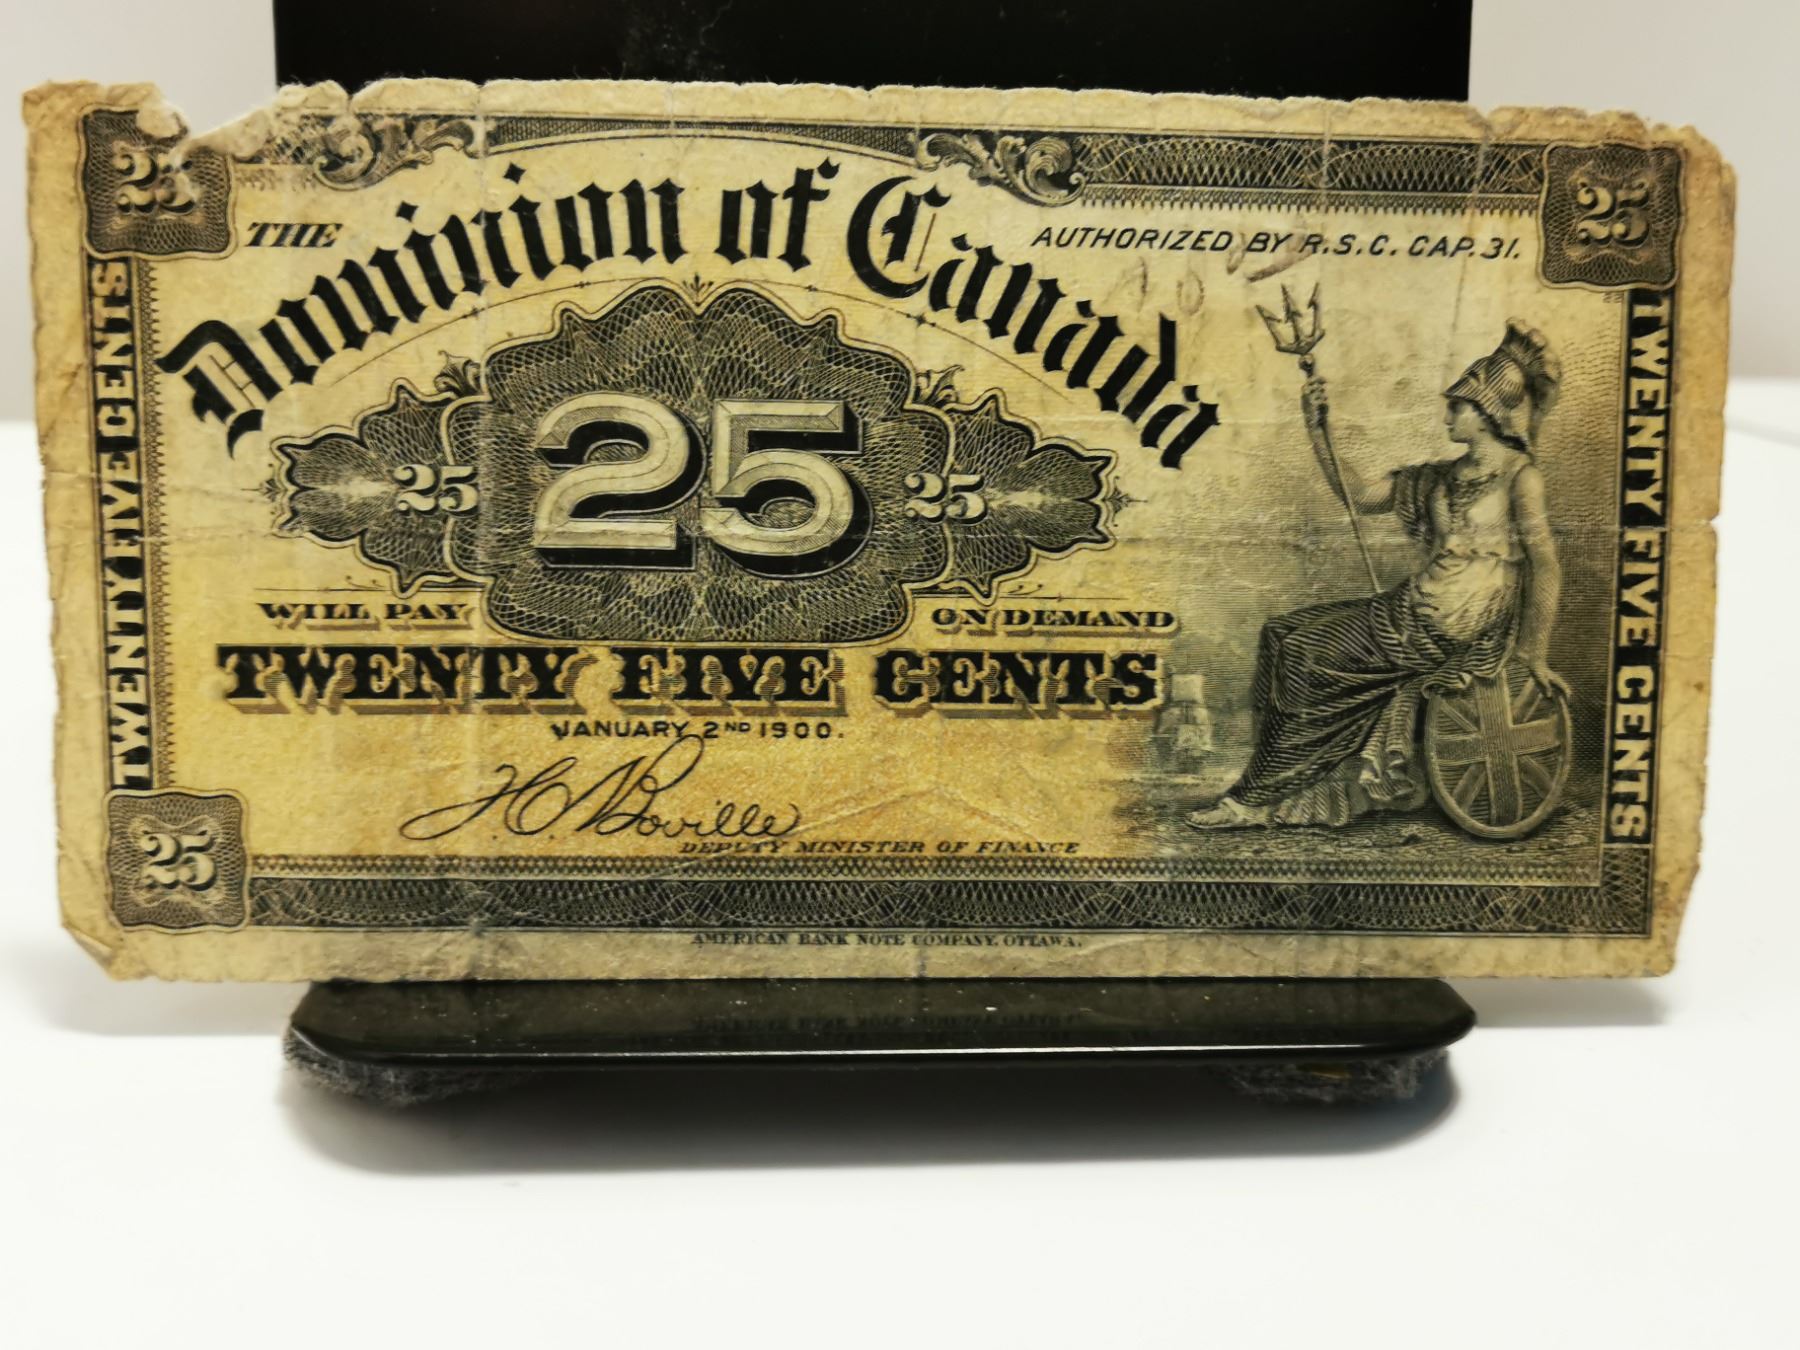 25
25
THE
Dominion of Canada
AUTHORIZED BY R.S.C. CAP. 31.
TWENTY FIVE CENTS
25
25
25
TWENTY FIVE CENTS
WILL PAY
ON DEMAND
TWENTY FIVE CENTS
JANUARY 2ND 1900.
H.C. Boville
DEPUTY MINISTER OF FINANCE
25
AMERICAN BANK NOTE COMPANY, OTTAWA.